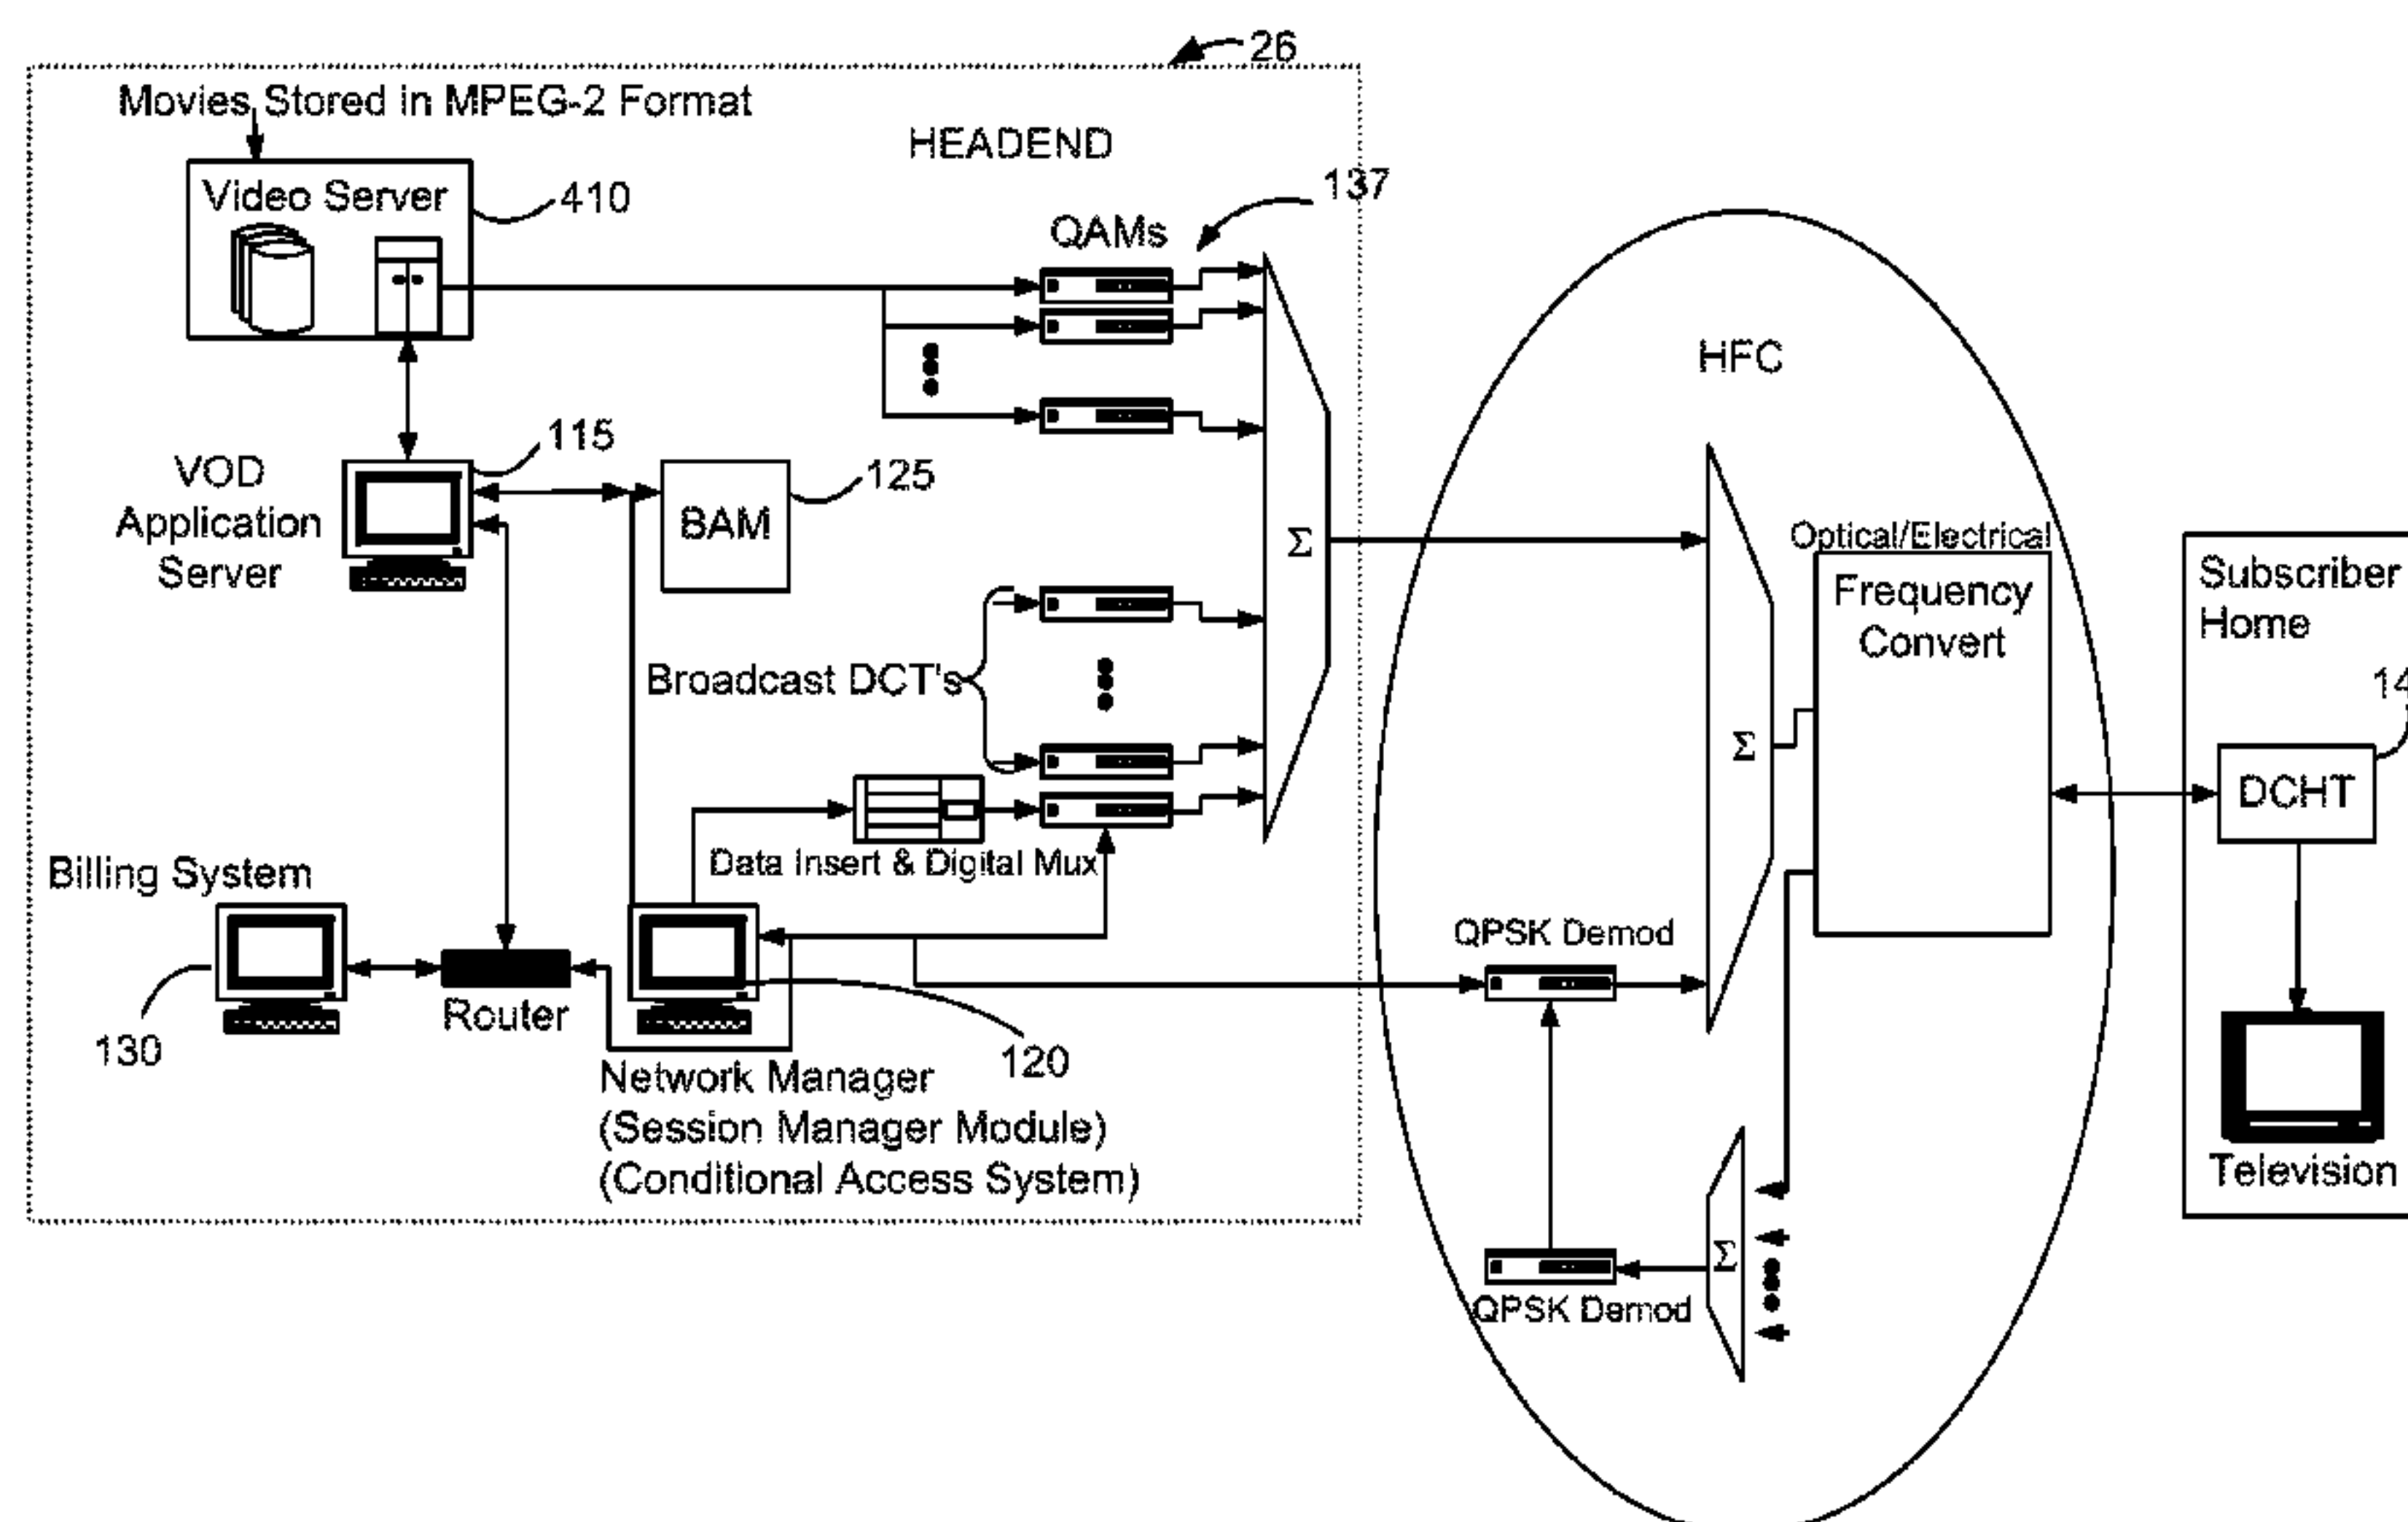 26
Movies Stored in MPEG-2 Format
HEADEND
137
Video Server
410
QAMs
HFC
115
VOD
Application
Server
125
BAM
Σ
Optical/Electrical
Frequency
Convert
Subscriber
Home
14
Broadcast DCT's
Σ
DCHT
Data Insert & Digital Mux
Billing System
QPSK Demod
Router
130
120
Network Manager
(Session Manager Module)
(Conditional Access System)
Television
Σ
QPSK Demod